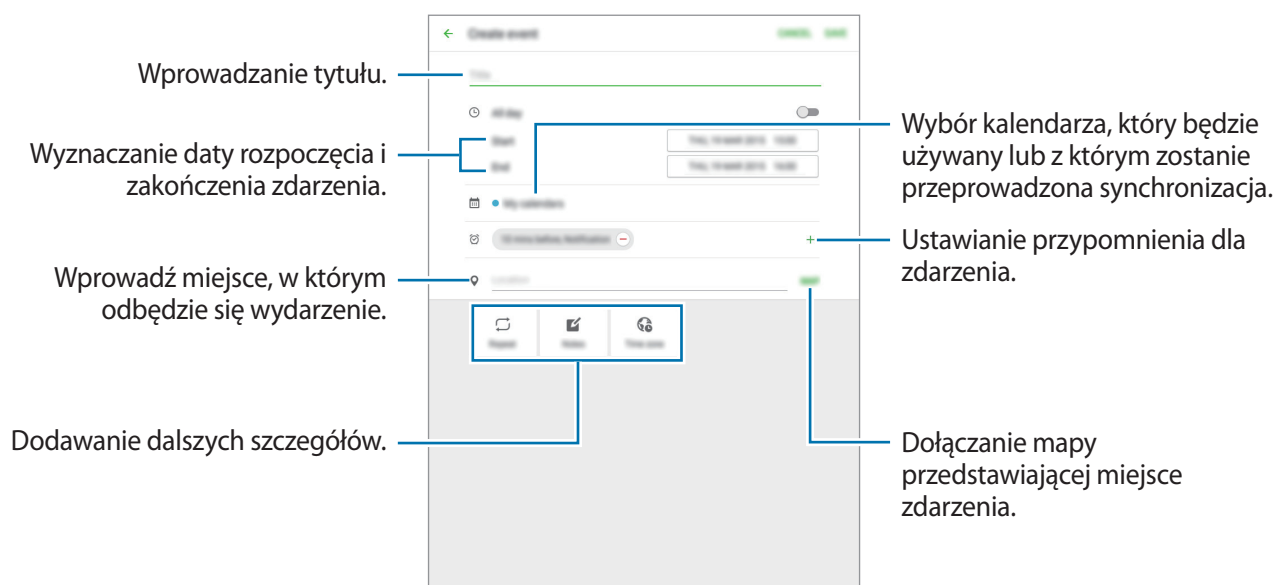 Create event
CANCEL SAVE
Wprowadzanie tytułu.
Title
All day
Wyznaczanie daty rozpoczęcia i
zakończenia zdarzenia.
Start
End
Wybór kalendarza, który będzie
używany lub z którym zostanie
przeprowadzona synchronizacja.
My calendars
Ustawianie przypomnienia dla
zdarzenia.
Wprowadź miejsce, w którym
odbędzie się wydarzenie.
Location
MAP
Repeat
Notes
Time zone
Dodawanie dalszych szczegółów.
Dołączanie mapy
przedstawiającej miejsce
zdarzenia.